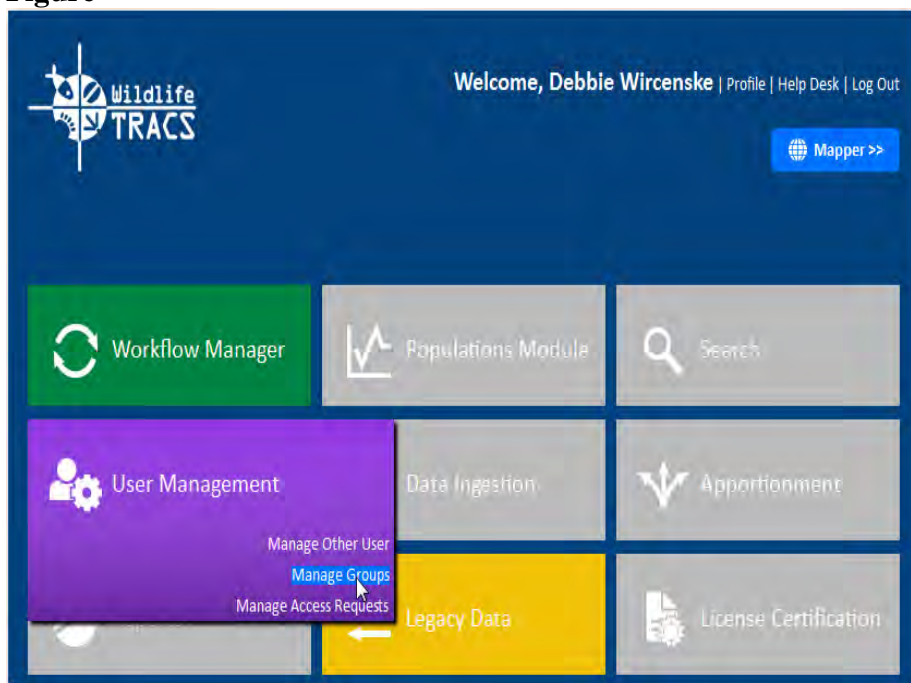 Figure
Wildlife
TRACS
Welcome, Debbie Wircenske | Profile | Help Desk | Log Out
Mapper >>
Workflow Manager
Populations Module
Search
User Management
Data Ingestion
Apportionment
Manage Other User
Manage Groups
Manage Access Requests
Legacy Data
License Certification